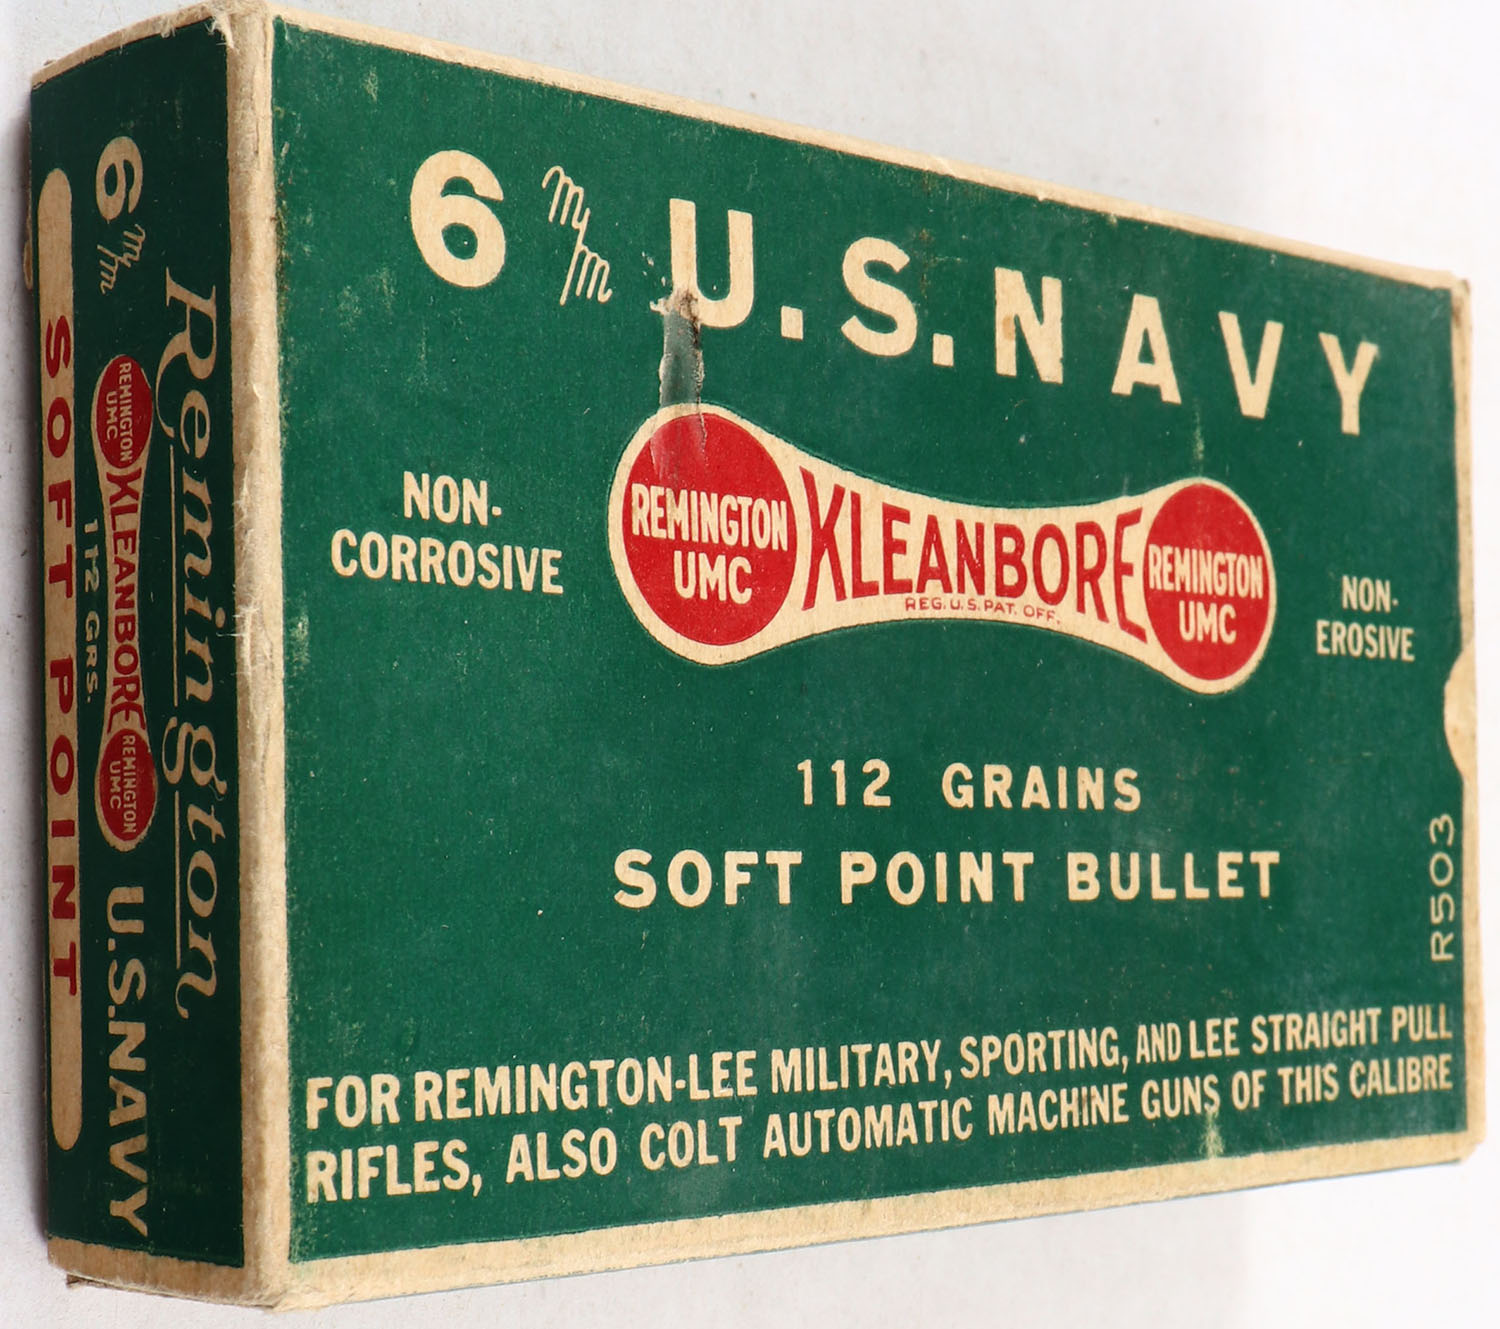 6 m/m U.S. NAVY
NON-
CORROSIVE
REMINGTON
UMC
KLEANBORE
REG. U.S. PAT. OFF.
REMINGTON
UMC
NON-
EROSIVE
112 GRAINS
SOFT POINT BULLET
R503
FOR REMINGTON-LEE MILITARY, SPORTING, AND LEE STRAIGHT PULL
RIFLES, ALSO COLT AUTOMATIC MACHINE GUNS OF THIS CALIBRE
Remington
6 m/m
REMINGTON
UMC
KLEANBORE
REMINGTON
UMC
U.S. NAVY
112 GRS.
SOFT POINT